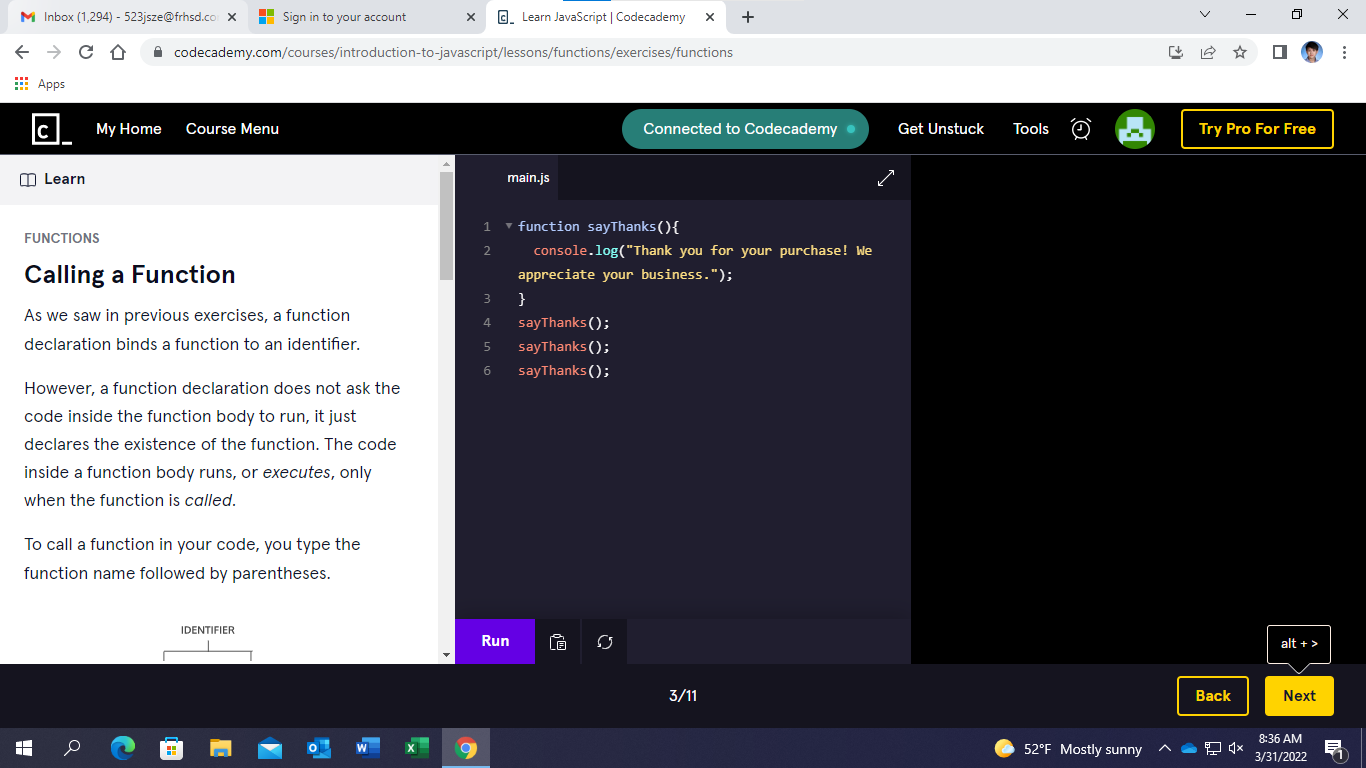 Inbox (1,294) - 523jsze@frhsd.co
Sign in to your account
Learn JavaScript | Codecademy
codecademy.com/courses/introduction-to-javascript/lessons/functions/exercises/functions
Apps
My Home
Course Menu
Connected to Codecademy
Get Unstuck
Tools
Try Pro For Free
Learn
FUNCTIONS
Calling a Function
As we saw in previous exercises, a function
declaration binds a function to an identifier.
However, a function declaration does not ask the
code inside the function body to run, it just
declares the existence of the function. The code
inside a function body runs, or executes, only
when the function is called.
To call a function in your code, you type the
function name followed by parentheses.
IDENTIFIER
main.js
1 function sayThanks(){
2 console.log("Thank you for your purchase! We
appreciate your business.");
3 }
4 sayThanks();
5 sayThanks();
6 sayThanks();
Run
alt + >
3/11
Back
Next
52°F Mostly sunny
8:36 AM
3/31/2022
1